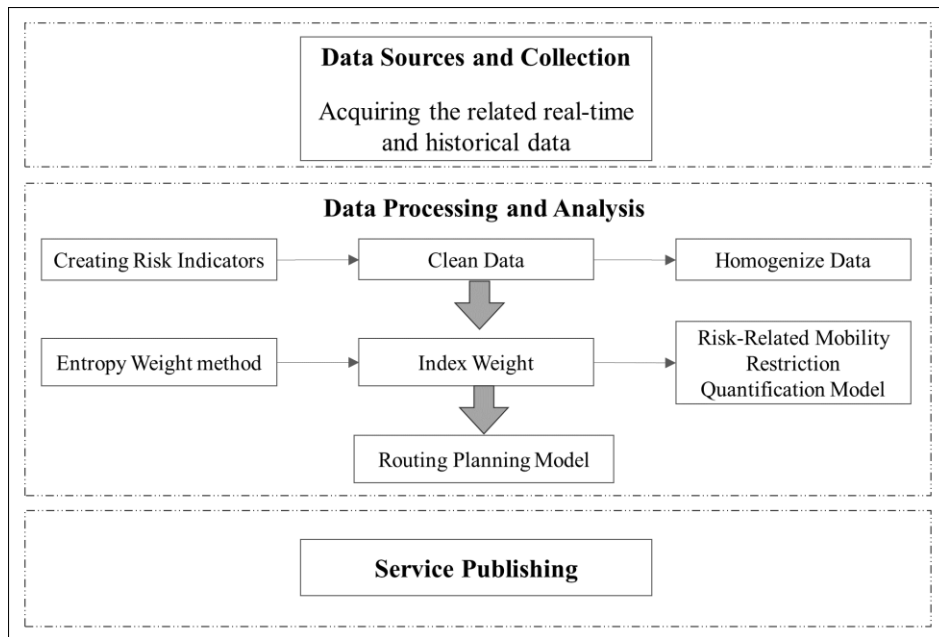 Data Sources and Collection
Acquiring the related real-time
and historical data
Data Processing and Analysis
Creating Risk Indicators
Clean Data
Homogenize Data
Entropy Weight method
Index Weight
Risk-Related Mobility
Restriction
Quantification Model
Routing Planning Model
Service Publishing